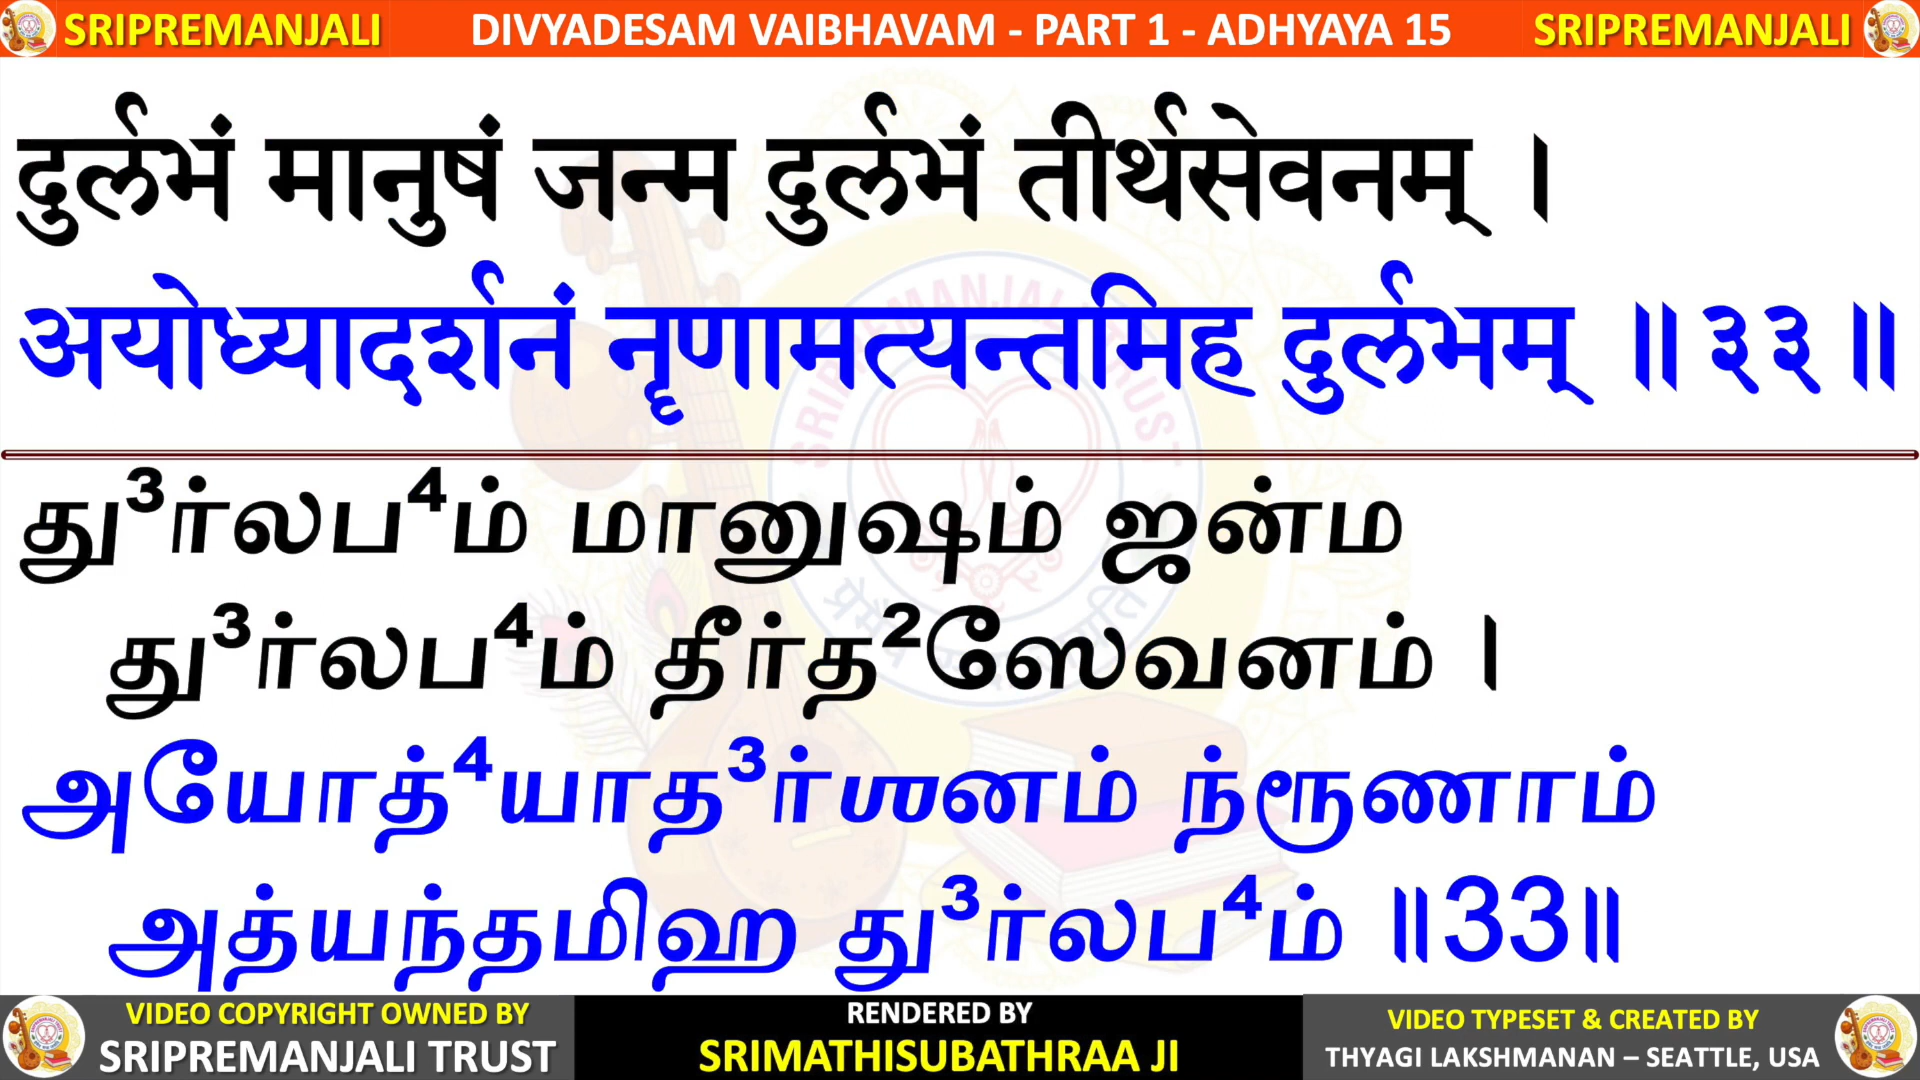 SRIPREMANJALI DIVYADESAM VAIBHAVAM - PART 1 - ADHYAYA 15 SRIPREMANJALI
दुर्लभं मानुषं जन्म दुर्लभं तीर्थसेवनम् ।
अयोध्यादर्शनं नृणामत्यन्तमिह दुर्लभम् ॥३३॥
து³ர்லப⁴ம் மானுஷம் ஜன்ம
து³ர்லப⁴ம் தீர்த²ஸேவனம் ।
அயோத்⁴யாத³ர்ஶனம் ந்ரூணாம்
அத்யந்தமிஹ து³ர்லப⁴ம் ॥33॥
VIDEO COPYRIGHT OWNED BY
SRIPREMANJALI TRUST
RENDERED BY
SRIMATHISUBATHRAA JI
VIDEO TYPESET & CREATED BY
THYAGI LAKSHMANAN – SEATTLE, USA